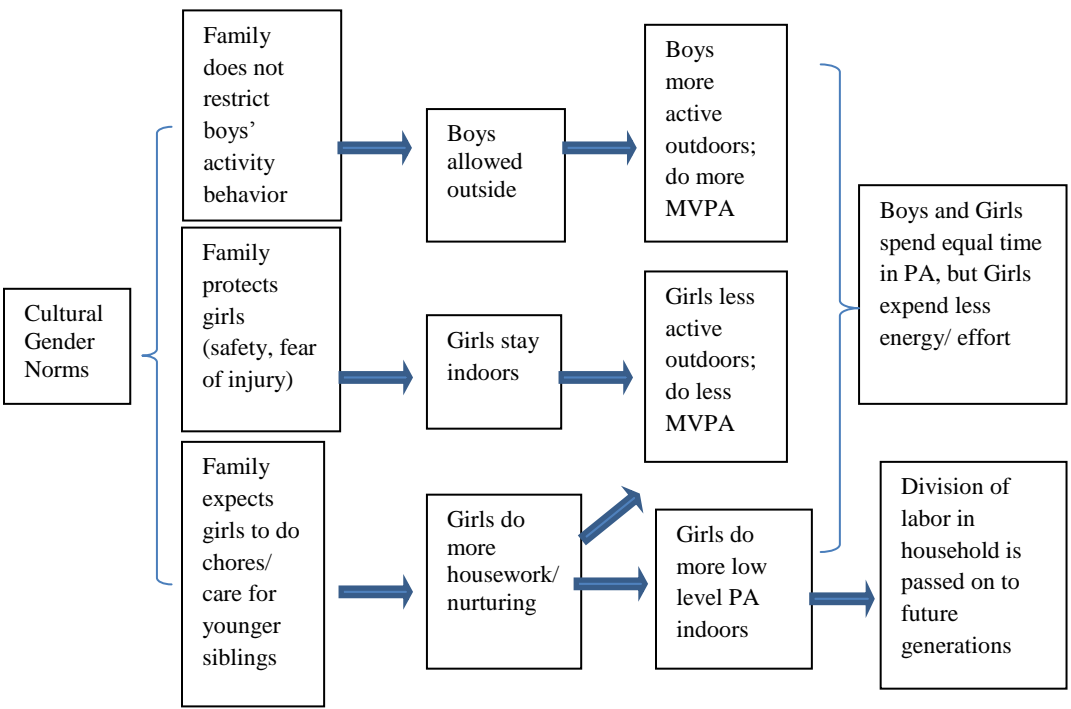 Cultural
Gender
Norms
Family
does not
restrict
boys’
activity
behavior
Boys
allowed
outside
Boys
more
active
outdoors;
do more
MVPA
Family
protects
girls
(safety, fear
of injury)
Girls stay
indoors
Girls less
active
outdoors;
do less
MVPA
Family
expects
girls to do
chores/
care for
younger
siblings
Girls do
more
housework/
nurturing
Girls do
more low
level PA
indoors
Boys and Girls
spend equal time
in PA, but Girls
expend less
energy/ effort
Division of
labor in
household is
passed on to
future
generations